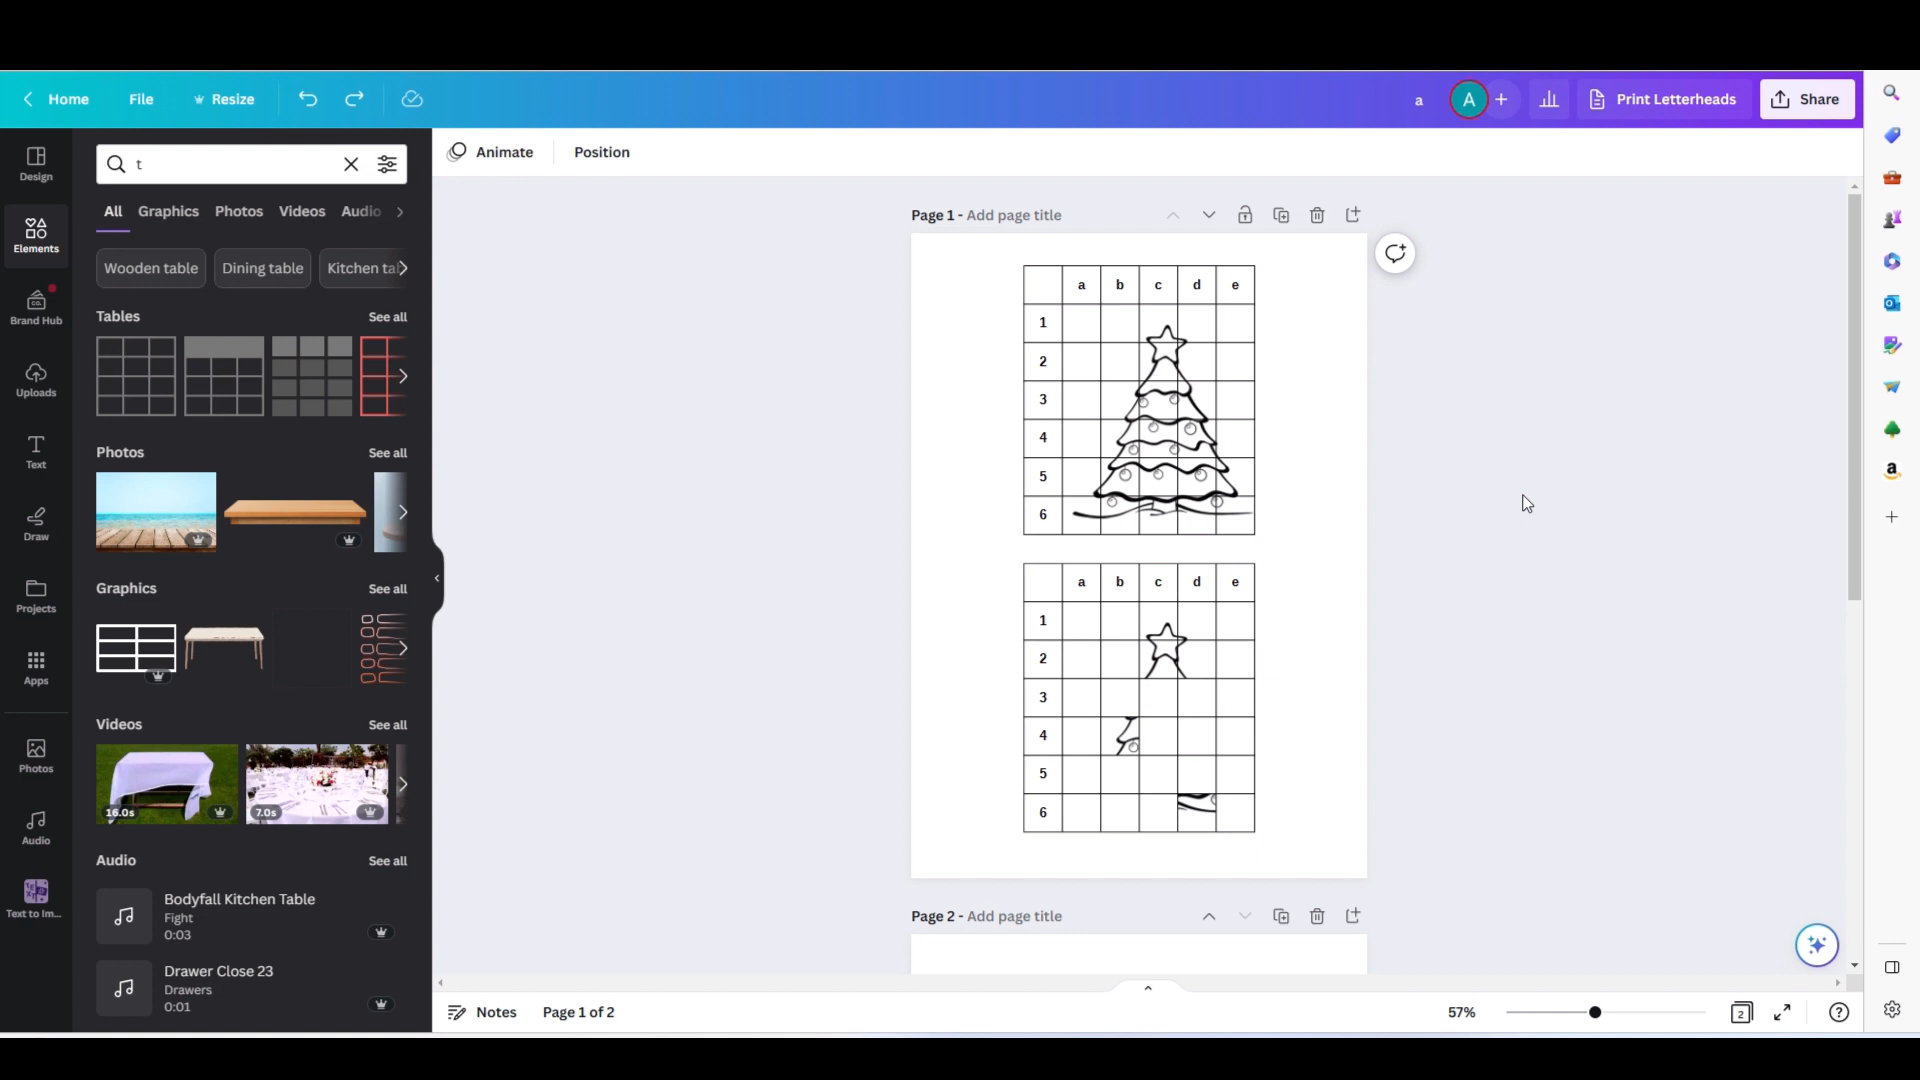 Home File Resize a A Print Letterheads Share
Design
Elements
Brand Hub
Uploads
Text
Draw
Projects
Apps
Photos
Audio
Text to Im...
t
All Graphics Photos Videos Audio
Wooden table Dining table Kitchen tab
Tables See all
Photos See all
Graphics See all
Videos See all
16.0s 7.0s
Audio See all
Bodyfall Kitchen Table
Fight
0:03
Drawer Close 23
Drawers
0:01
Animate Position
Page 1 - Add page title
a b c d e
1
2
3
4
5
6
a b c d e
1
2
3
4
5
6
Page 2 - Add page title
Notes Page 1 of 2 57% 2 ?